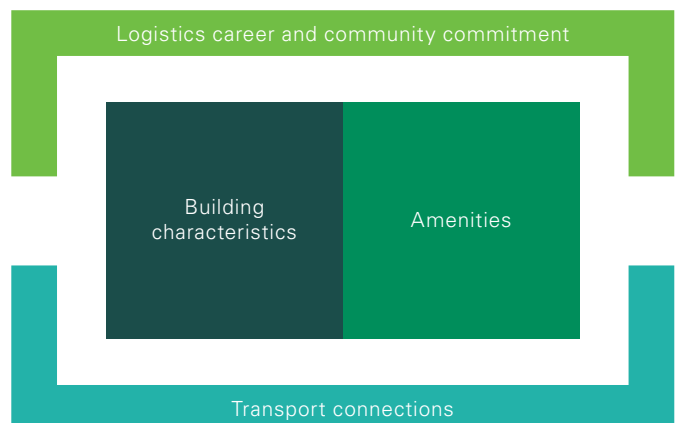 Logistics career and community commitment
Building
characteristics
Amenities
Transport connections